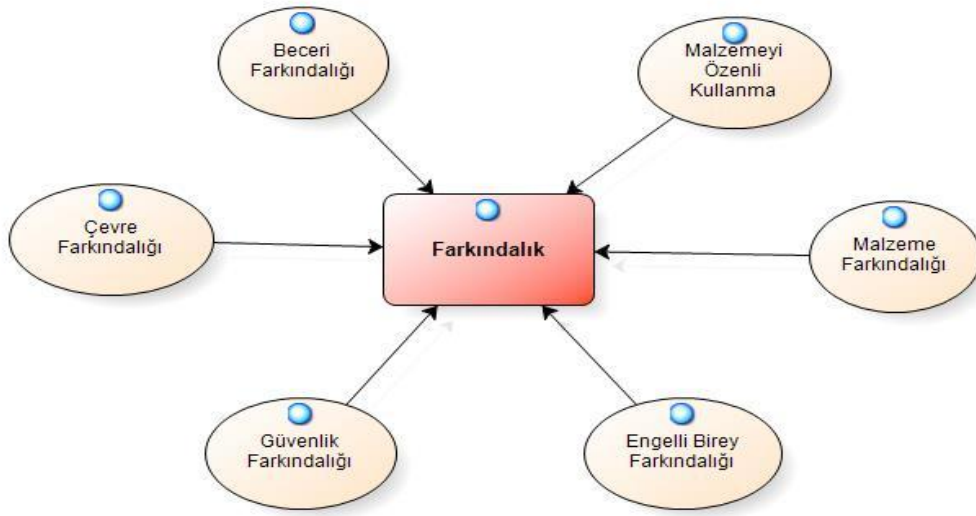 Beceri
Farkındalığı
Malzemeyi
Özenli
Kullanma
Çevre
Farkındalığı
Farkındalık
Malzeme
Farkındalığı
Güvenlik
Farkındalığı
Engelli Birey
Farkındalığı